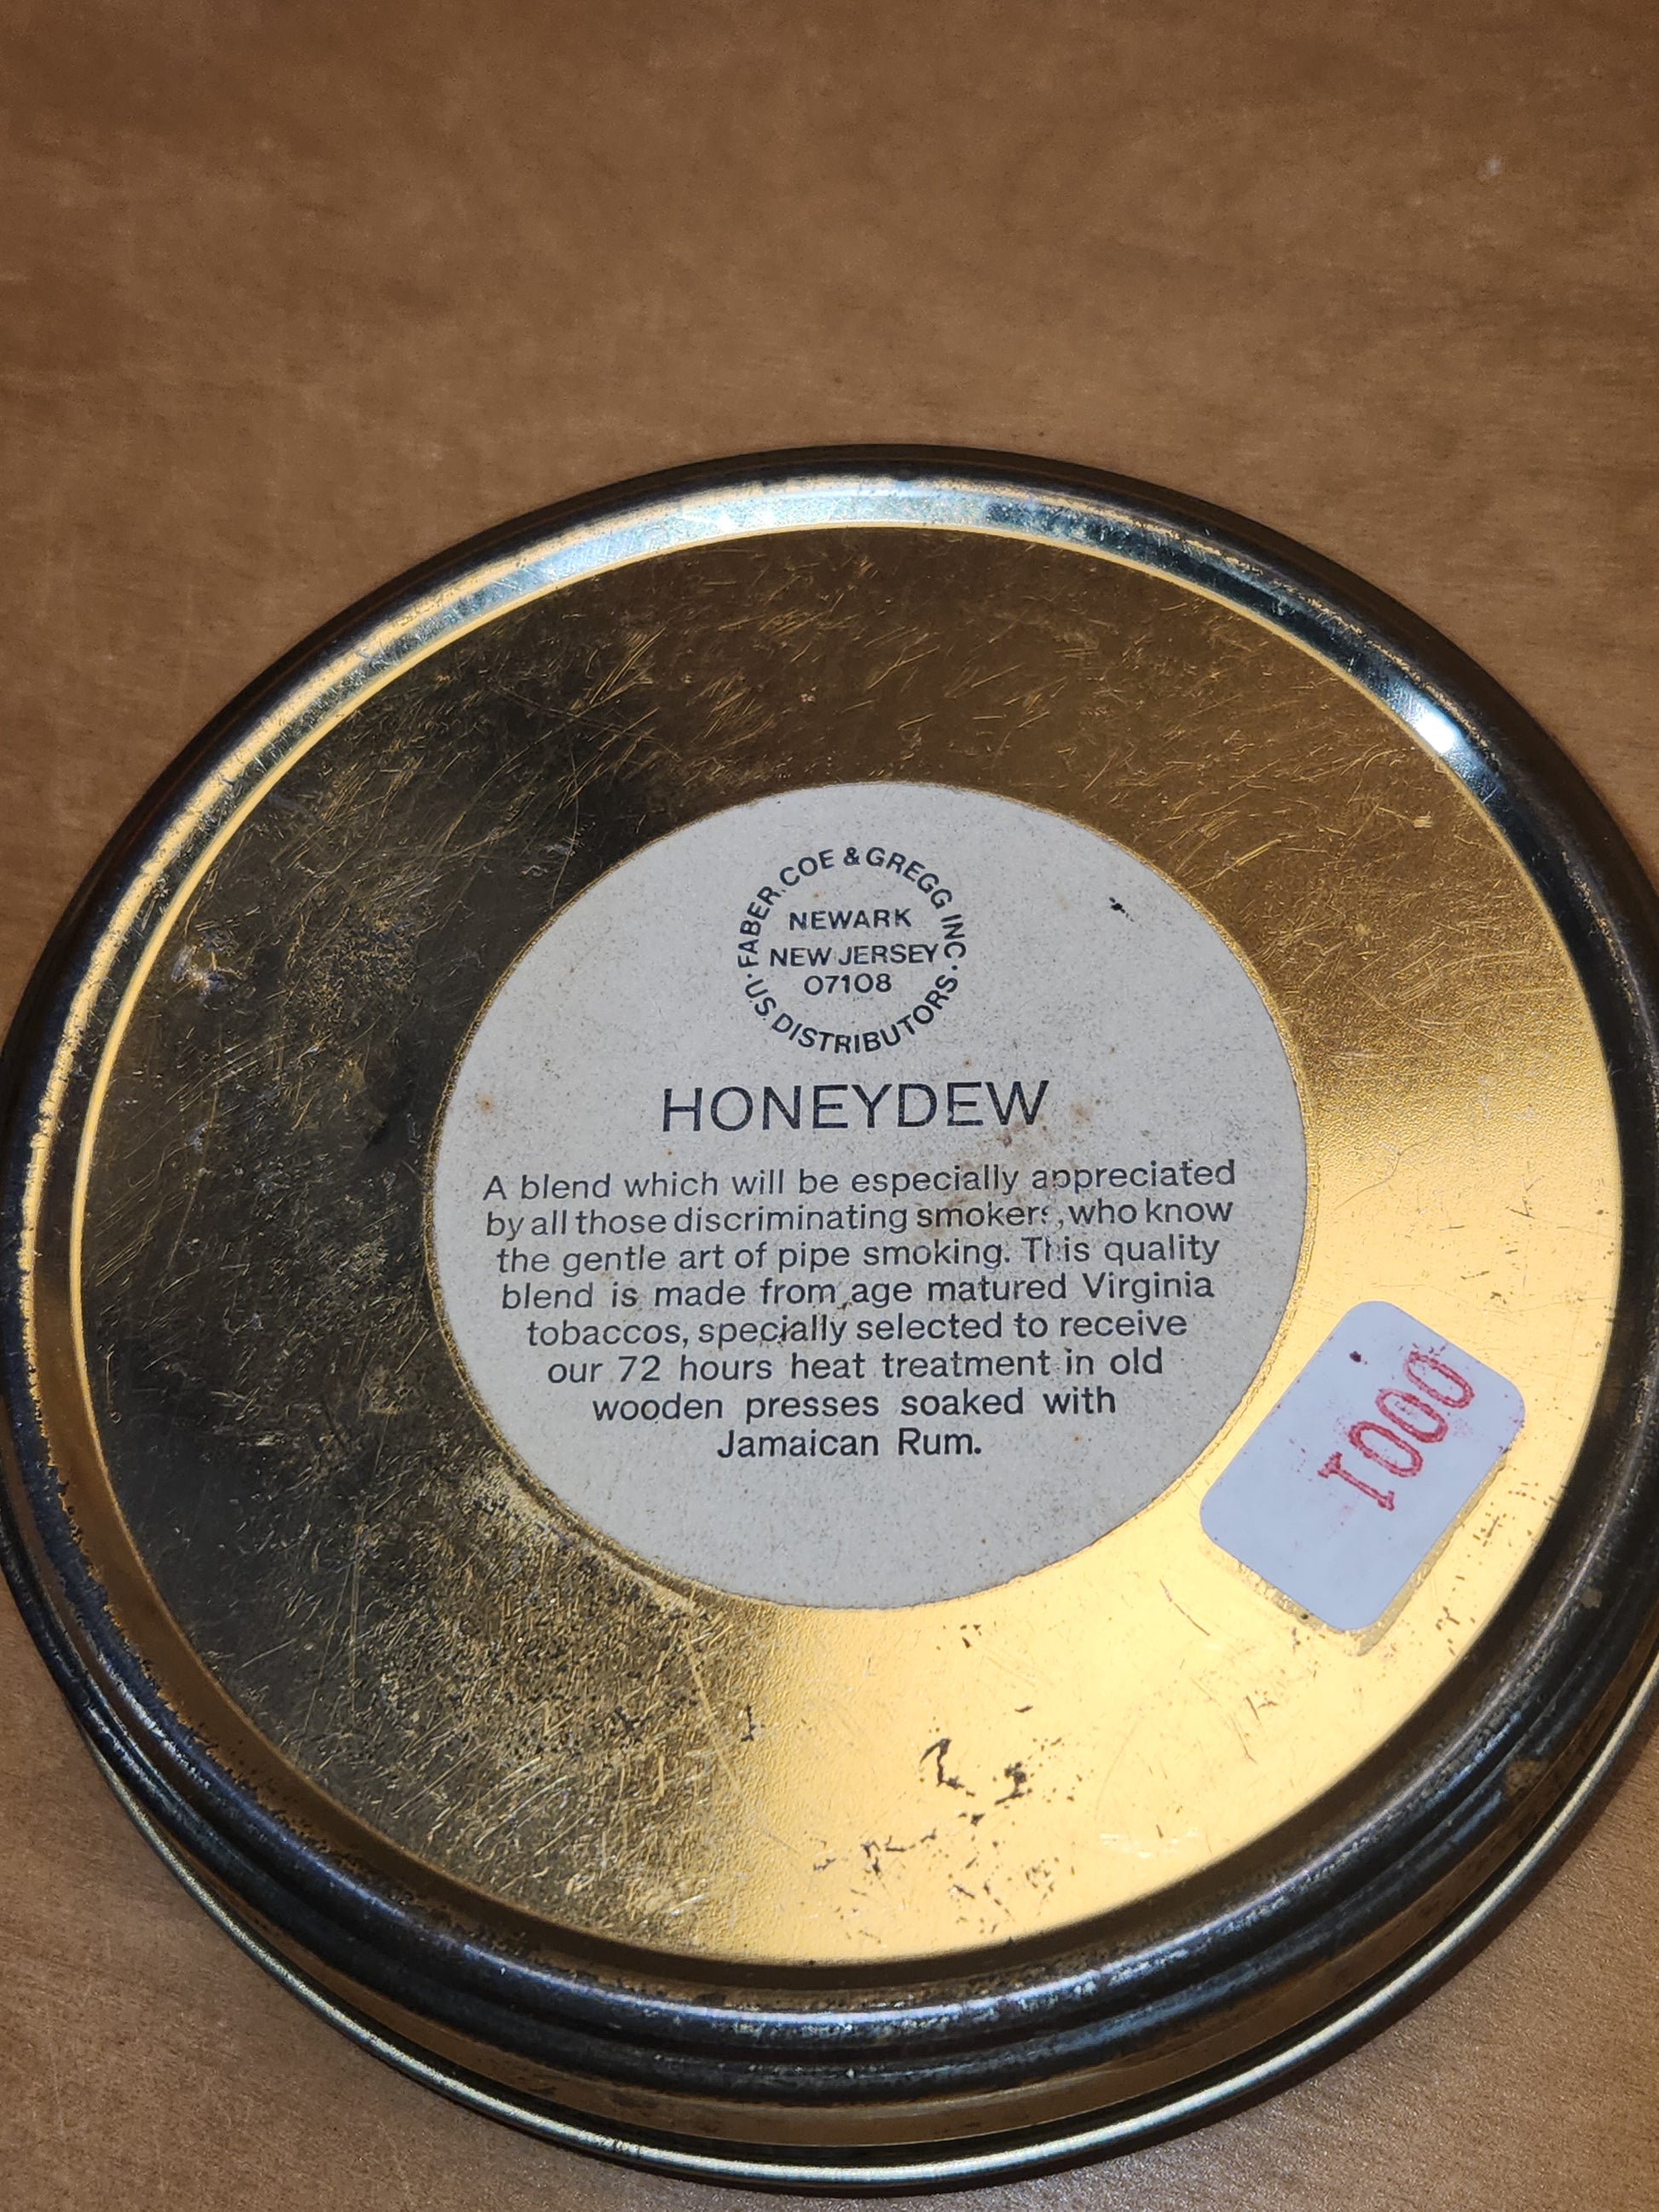 FABER, COE & GREGG INC.
NEWARK
NEW JERSEY
07108
· U.S. DISTRIBUTORS ·
HONEYDEW
A blend which will be especially appreciated
by all those discriminating smokers, who know
the gentle art of pipe smoking. This quality
blend is made from age matured Virginia
tobaccos, specially selected to receive
our 72 hours heat treatment in old
wooden presses soaked with
Jamaican Rum.
1000